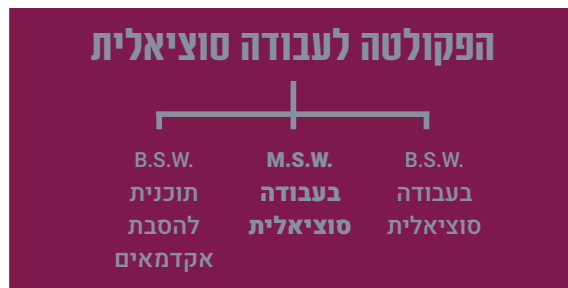 הפקולטה לעבודה סוציאלית
B.S.W.
בעבודה
סוציאלית
M.S.W.
בעבודה
סוציאלית
B.S.W.
תוכנית
להסבת
אקדמאים